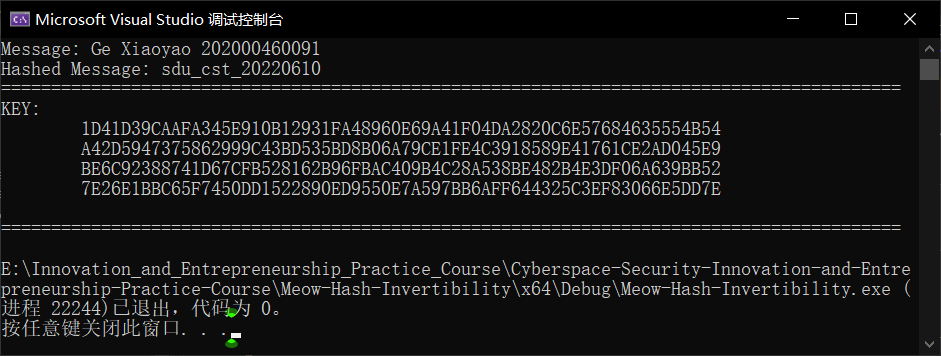 Microsoft Visual Studio 调试控制台
Message: Ge Xiaoyao 202000460091
Hashed Message: sdu_cst_20220610
==========================================================================================
KEY:
1D41D39CAAFA345E910B12931FA48960E69A41F04DA2820C6E57684635554B54
A42D5947375862999C43BD535BD8B06A79CE1FE4C3918589E41761CE2AD045E9
BE6C92388741D67CFB528162B96FBAC409B4C28A538BE482B4E3DF06A639BB52
7E26E1BBC65F7450DD1522890ED9550E7A597BB6AFF644325C3EF83066E5DD7E
==========================================================================================
E:\Innovation_and_Entrepreneurship_Practice_Course\Cyberspace-Security-Innovation-and-Entre
preneurship-Practice-Course\Meow-Hash-Invertibility\x64\Debug\Meow-Hash-Invertibility.exe (
进程 22244)已退出，代码为 0。
按任意键关闭此窗口. . .